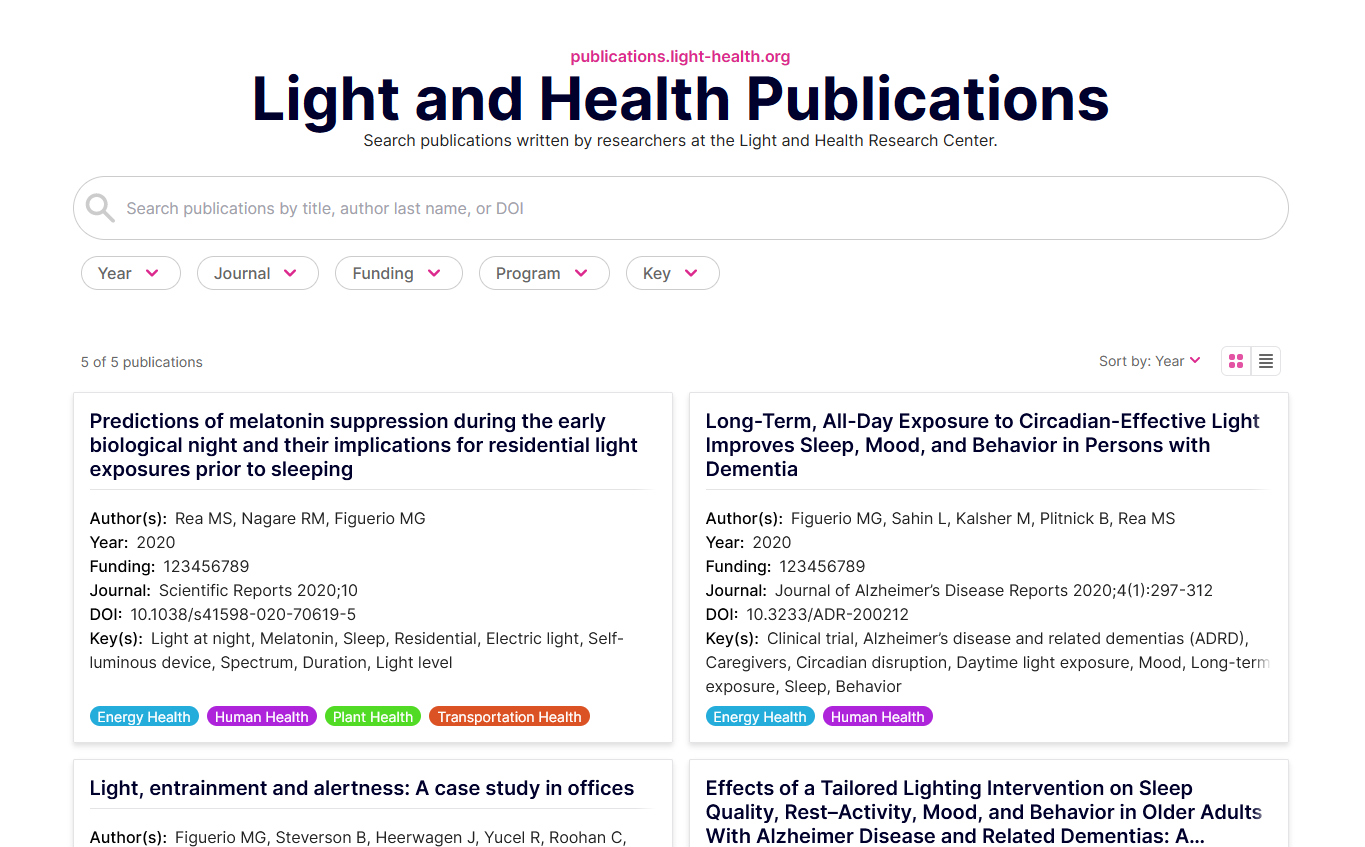 publications.light-health.org
Light and Health Publications
Search publications written by researchers at the Light and Health Research Center.
Search publications by title, author last name, or DOI
Year
Journal
Funding
Program
Key
5 of 5 publications
Sort by: Year
Predictions of melatonin suppression during the early
biological night and their implications for residential light
exposures prior to sleeping
Author(s): Rea MS, Nagare RM, Figuerio MG
Year: 2020
Funding: 123456789
Journal: Scientific Reports 2020;10
DOI: 10.1038/s41598-020-70619-5
Key(s): Light at night, Melatonin, Sleep, Residential, Electric light, Self-
luminous device, Spectrum, Duration, Light level
Energy Health
Human Health
Plant Health
Transportation Health
Long-Term, All-Day Exposure to Circadian-Effective Light
Improves Sleep, Mood, and Behavior in Persons with
Dementia
Author(s): Figuerio MG, Sahin L, Kalsher M, Plitnick B, Rea MS
Year: 2020
Funding: 123456789
Journal: Journal of Alzheimer’s Disease Reports 2020;4(1):297-312
DOI: 10.3233/ADR-200212
Key(s): Clinical trial, Alzheimer’s disease and related dementias (ADRD),
Caregivers, Circadian disruption, Daytime light exposure, Mood, Long-term
exposure, Sleep, Behavior
Energy Health
Human Health
Light, entrainment and alertness: A case study in offices
Author(s): Figuerio MG, Steverson B, Heerwagen J, Yucel R, Roohan C,
Effects of a Tailored Lighting Intervention on Sleep
Quality, Rest–Activity, Mood, and Behavior in Older Adults
With Alzheimer Disease and Related Dementias: A...